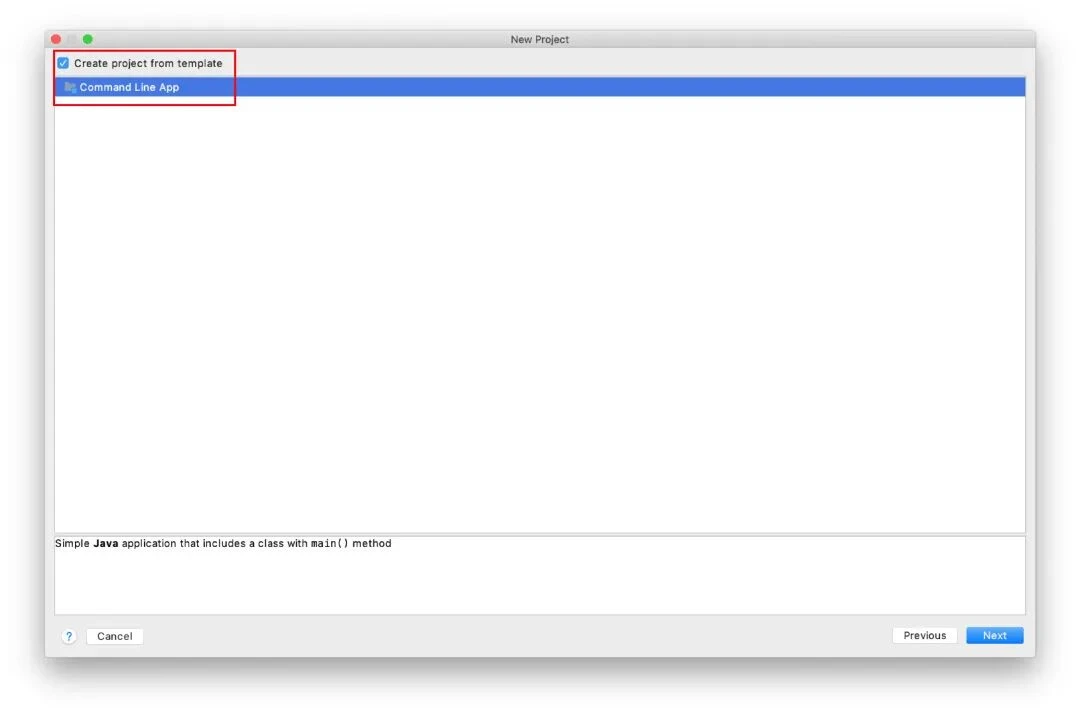 New Project
Create project from template
Command Line App
Simple Java application that includes a class with main() method
? Cancel Previous Next